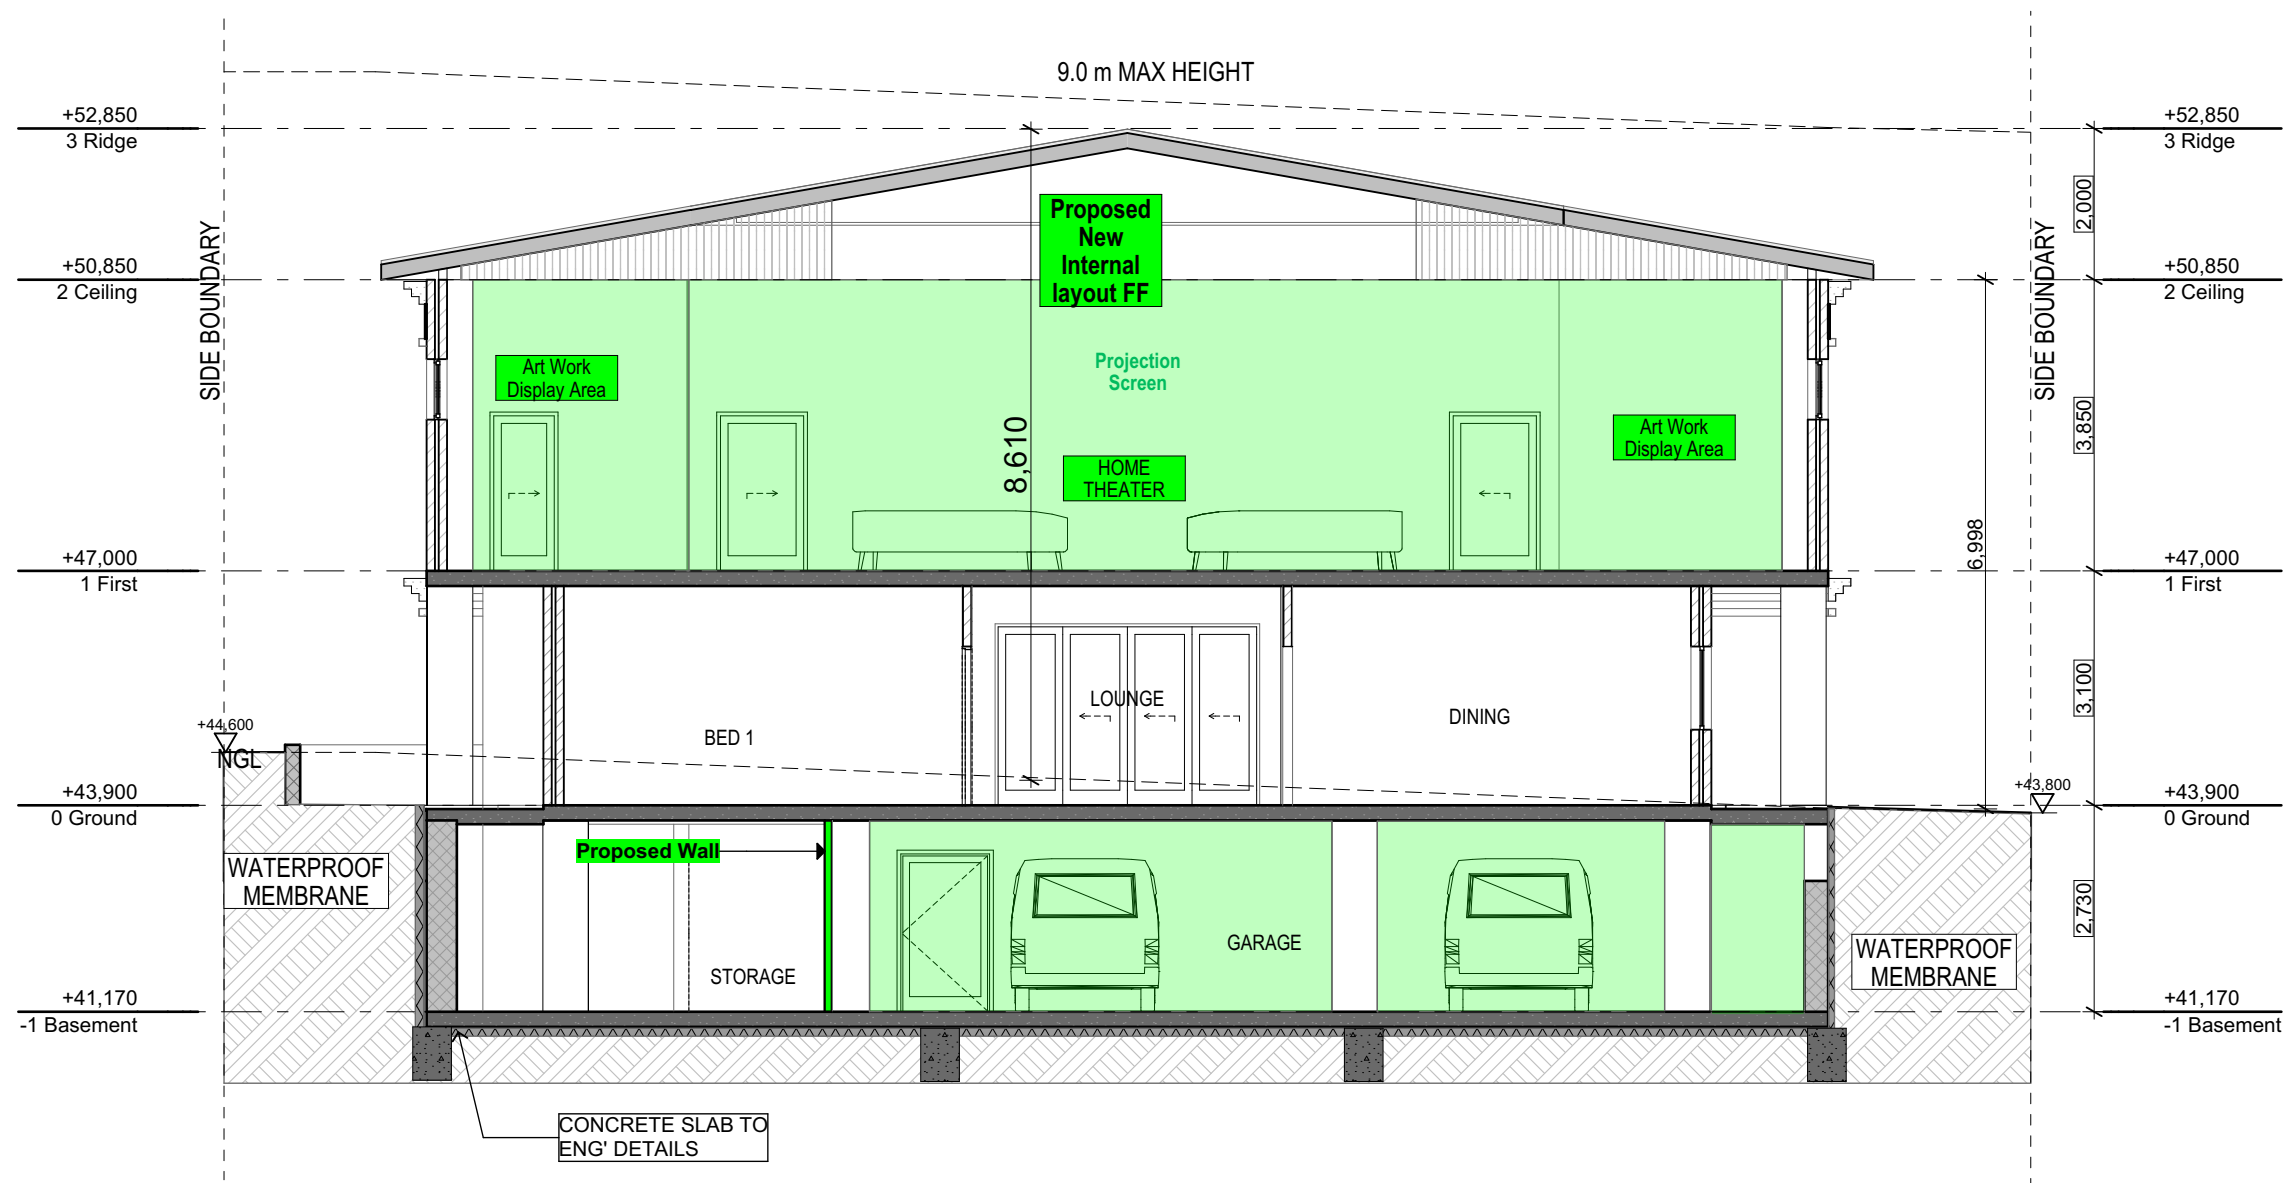 9.0 m MAX HEIGHT
+52,850
3 Ridge
+52,850
3 Ridge
2,000
Proposed
New
Internal
layout FF
SIDE BOUNDARY
SIDE BOUNDARY
+50,850
2 Ceiling
+50,850
2 Ceiling
Art Work
Display Area
Projection
Screen
8,610
HOME
THEATER
Art Work
Display Area
3,850
6,998
+47,000
1 First
+47,000
1 First
LOUNGE
BED 1
DINING
3,100
+44,600
NGL
+43,900
0 Ground
+43,800
+43,900
0 Ground
Proposed Wall
WATERPROOF
MEMBRANE
STORAGE
GARAGE
2,730
WATERPROOF
MEMBRANE
+41,170
-1 Basement
+41,170
-1 Basement
CONCRETE SLAB TO
ENG' DETAILS